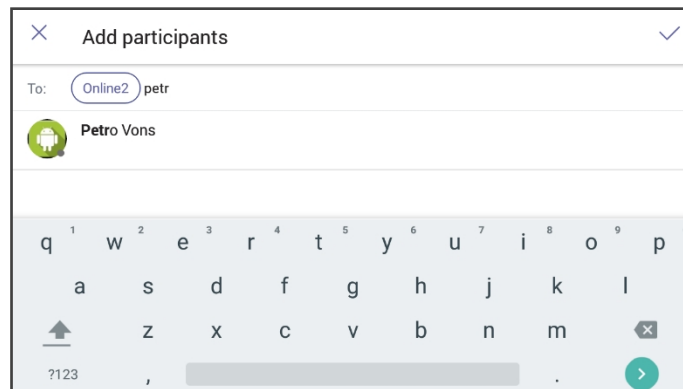 Add participants
To: Online2 petr
Petro Vons
1 2 3 4 5 6 7 8 9
q w e r t y u i o p
a s d f g h j k l
z x c v b n m
?123 , .